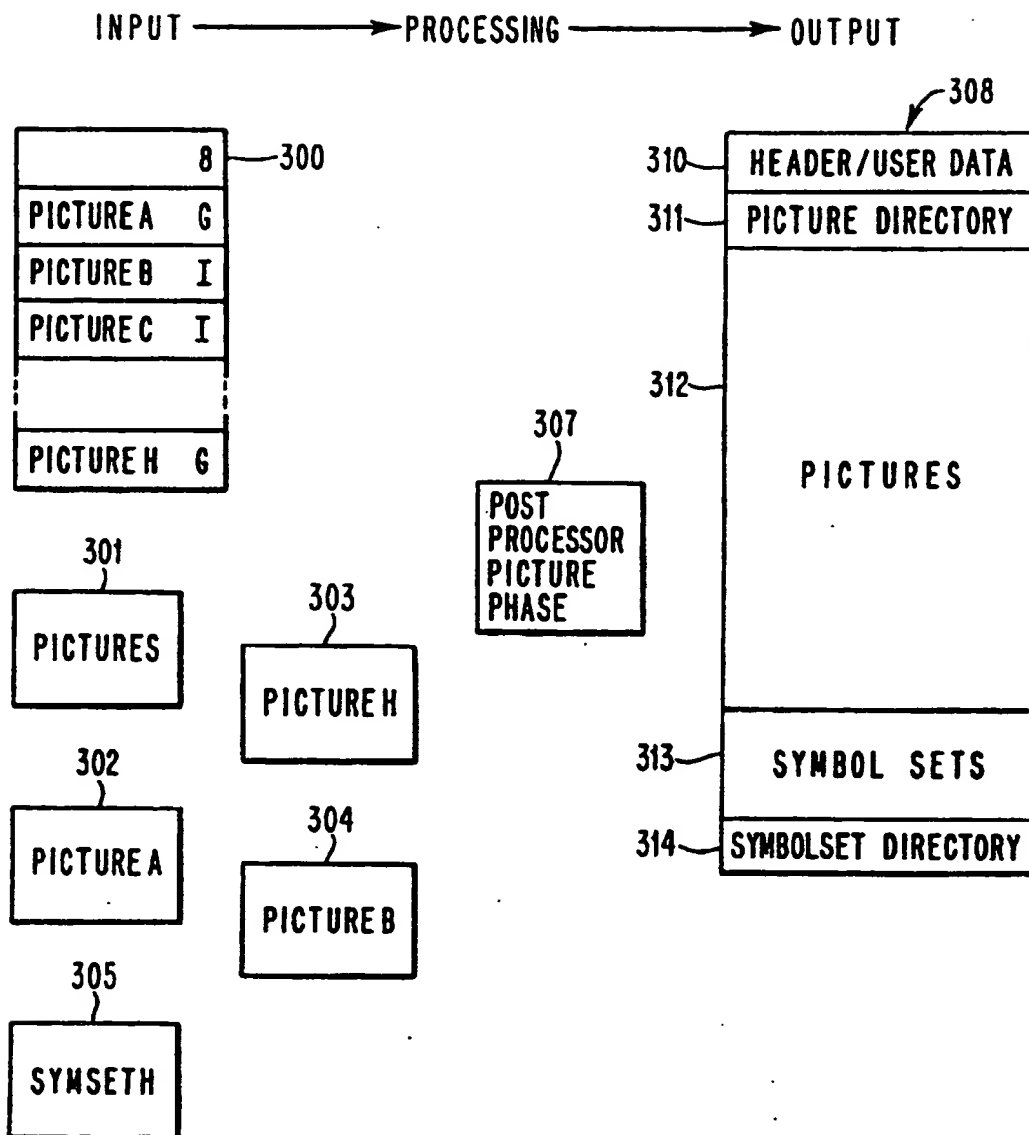 INPUT PROCESSING OUTPUT
308
8
300
PICTURE A G
PICTURE B I
PICTURE C I
PICTURE H G
310
HEADER/USER DATA
311
PICTURE DIRECTORY
312
PICTURES
313
SYMBOL SETS
314
SYMBOLSET DIRECTORY
307
POST
PROCESSOR
PICTURE
PHASE
301
PICTURES
303
PICTURE H
302
PICTURE A
304
PICTURE B
305
SYMSETH